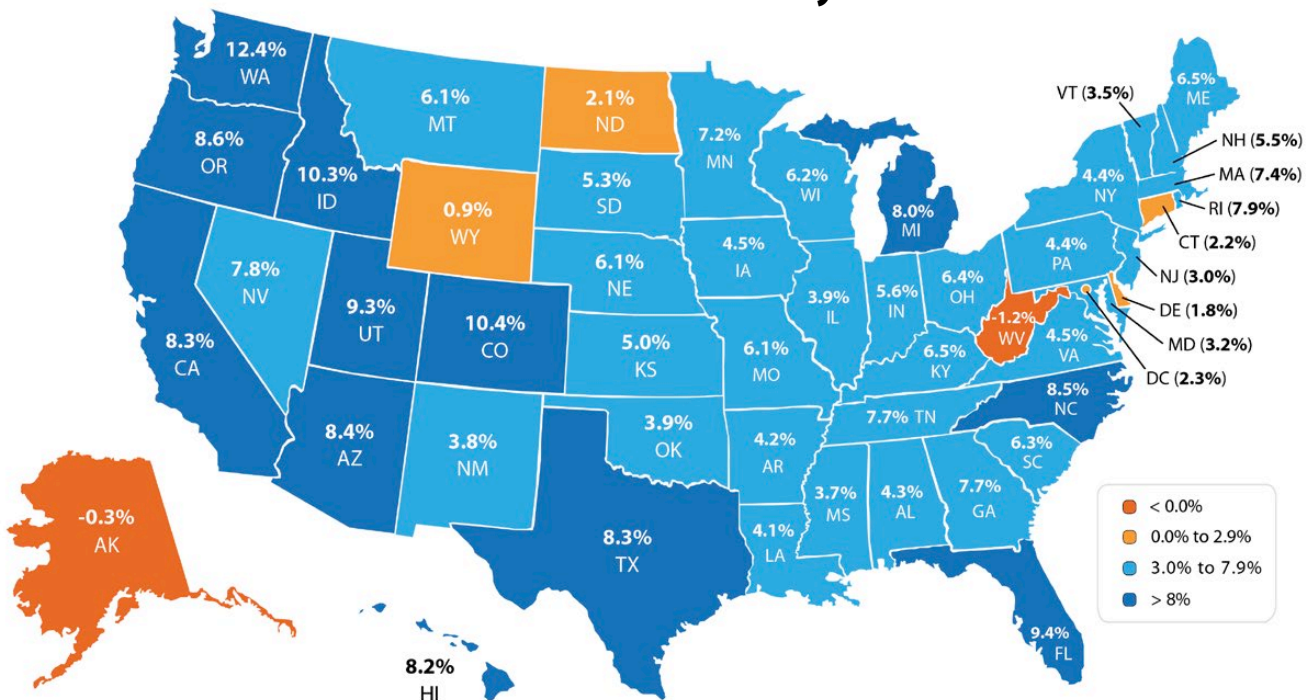 12.4%
WA
8.6%
OR
10.3%
ID
6.1%
MT
2.1%
ND
7.2%
MN
5.3%
SD
0.9%
WY
6.2%
WI
8.0%
MI
VT (3.5%)
6.5%
ME
NH (5.5%)
MA (7.4%)
4.4%
NY
RI (7.9%)
CT (2.2%)
NJ (3.0%)
DE (1.8%)
MD (3.2%)
DC (2.3%)
4.4%
PA
7.8%
NV
8.3%
CA
9.3%
UT
10.4%
CO
6.1%
NE
4.5%
IA
3.9%
IL
5.6%
IN
6.4%
OH
-1.2%
WV
4.5%
VA
5.0%
KS
6.1%
MO
6.5%
KY
8.5%
NC
7.7% TN
8.4%
AZ
3.8%
NM
3.9%
OK
4.2%
AR
6.3%
SC
3.7%
MS
4.3%
AL
7.7%
GA
8.3%
TX
4.1%
LA
9.4%
FL
-0.3%
AK
8.2%
HI
< 0.0%
0.0% to 2.9%
3.0% to 7.9%
> 8%